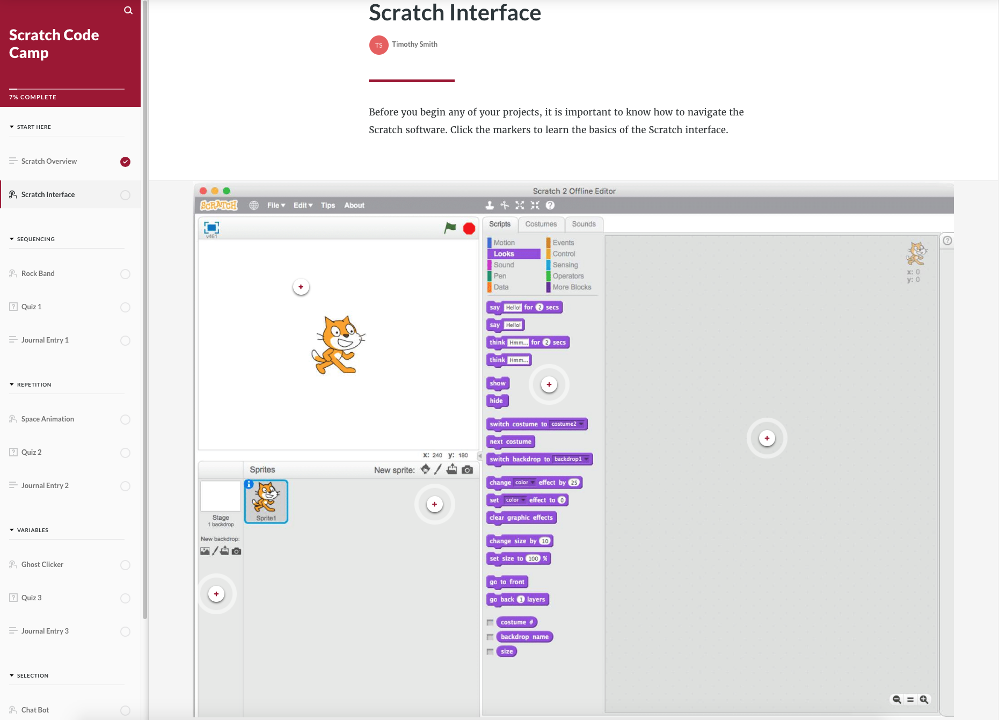 Scratch Code
Camp
7% COMPLETE
START HERE
Scratch Overview
Scratch Interface
SEQUENCING
Rock Band
Quiz 1
Journal Entry 1
REPETITION
Space Animation
Quiz 2
Journal Entry 2
VARIABLES
Ghost Clicker
Quiz 3
Journal Entry 3
SELECTION
Chat Bot
Scratch Interface
TS Timothy Smith
Before you begin any of your projects, it is important to know how to navigate the
Scratch software. Click the markers to learn the basics of the Scratch interface.
Scratch 2 Offline Editor
SCRATCH File Edit Tips About
v461
x: 240 y: 180
Sprites New sprite:
Stage
1 backdrop
New backdrop:
Sprite1
Scripts Costumes Sounds
Motion Events
Looks Control
Sound Sensing
Pen Operators
Data More Blocks
say Hello! for 2 secs
say Hello!
think Hmm... for 2 secs
think Hmm...
show
hide
switch costume to costume2
next costume
switch backdrop to backdrop1
change color effect by 25
set color effect to 0
clear graphic effects
change size by 10
set size to 100 %
go to front
go back 1 layers
costume #
backdrop name
size
x: 0
y: 0